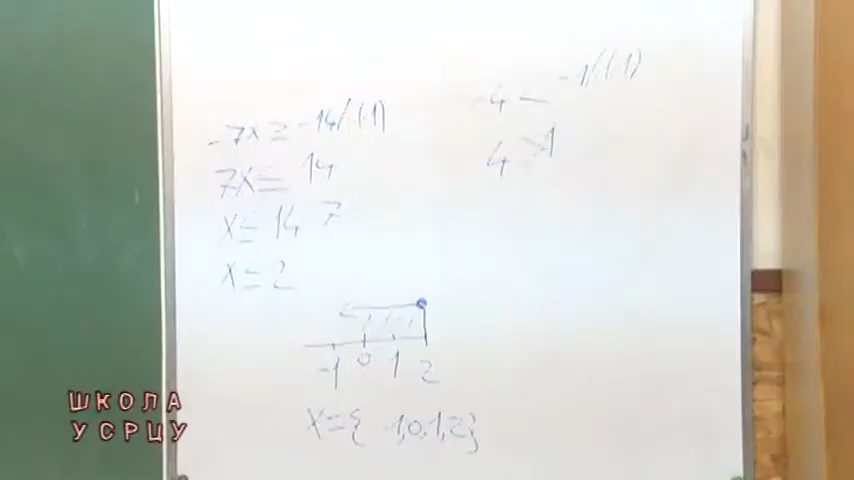 -7x ≥ -14/·(-1)
7x ≤ 14
x ≤ 14 : 7
x ≤ 2
-1 0 1 2
x = { -1,0,1,2}
-4 ≤ -1/·(-1)
4 > 1
ШКОЛА
У СРЦУ